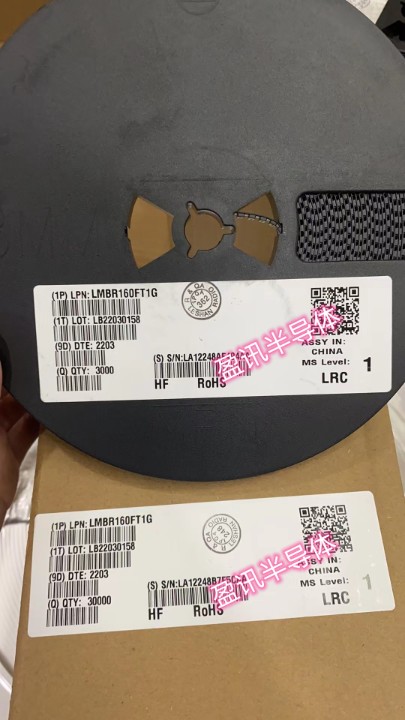 (1P) LPN: LMBR160FT1G
(1T) LOT: LB22030158
(9D) DTE: 2203
(Q) QTY: 3000
(S) S/N:
HF RoHS
ASSY IN:
CHINA
MS Level:
LRC 1
盈讯半导体
(1P) LPN: LMBR160FT1G
(1T) LOT: LB22030158
(9D) DTE: 2203
(Q) QTY: 30000
(S) S/N:
HF RoHS
ASSY IN:
CHINA
MS Level:
LRC 1
盈讯半导体